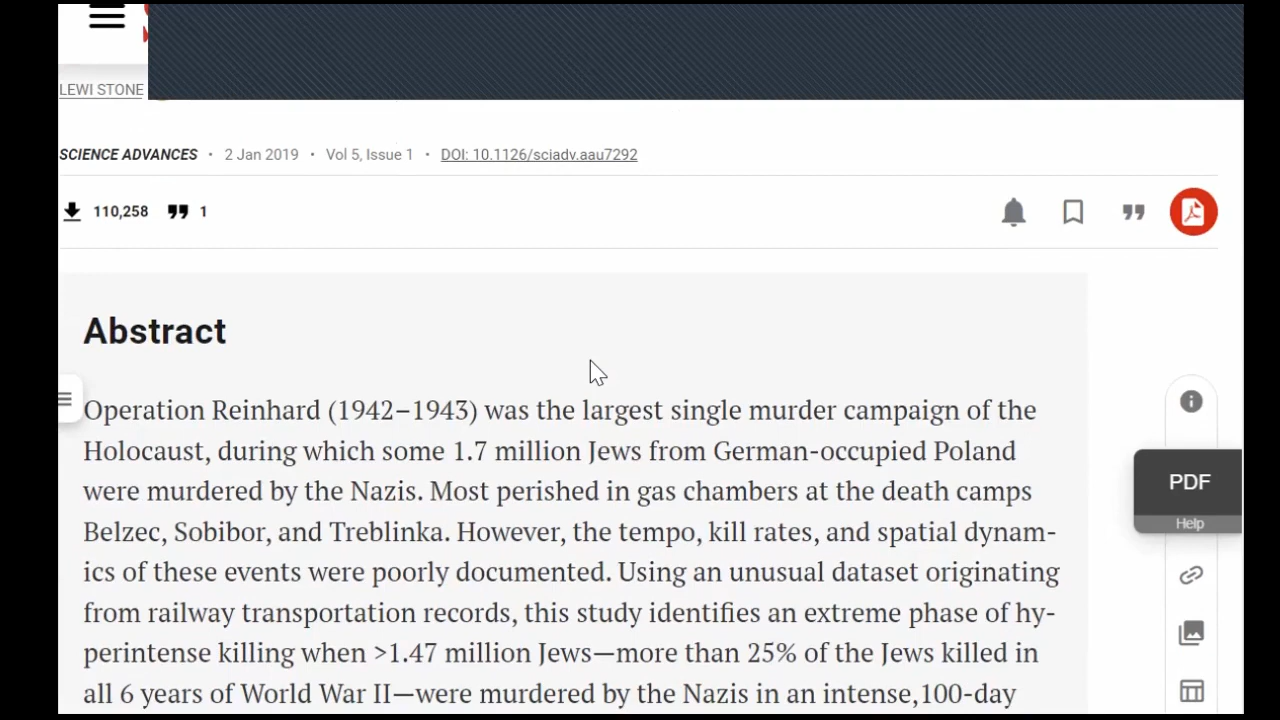 LEWI STONE
SCIENCE ADVANCES • 2 Jan 2019 • Vol 5, Issue 1 • DOI: 10.1126/sciadv.aau7292
110,258 1
Abstract
Operation Reinhard (1942–1943) was the largest single murder campaign of the
Holocaust, during which some 1.7 million Jews from German-occupied Poland
were murdered by the Nazis. Most perished in gas chambers at the death camps
Belzec, Sobibor, and Treblinka. However, the tempo, kill rates, and spatial dynam-
ics of these events were poorly documented. Using an unusual dataset originating
from railway transportation records, this study identifies an extreme phase of hy-
perintense killing when >1.47 million Jews—more than 25% of the Jews killed in
all 6 years of World War II—were murdered by the Nazis in an intense,100-day
PDF
Help